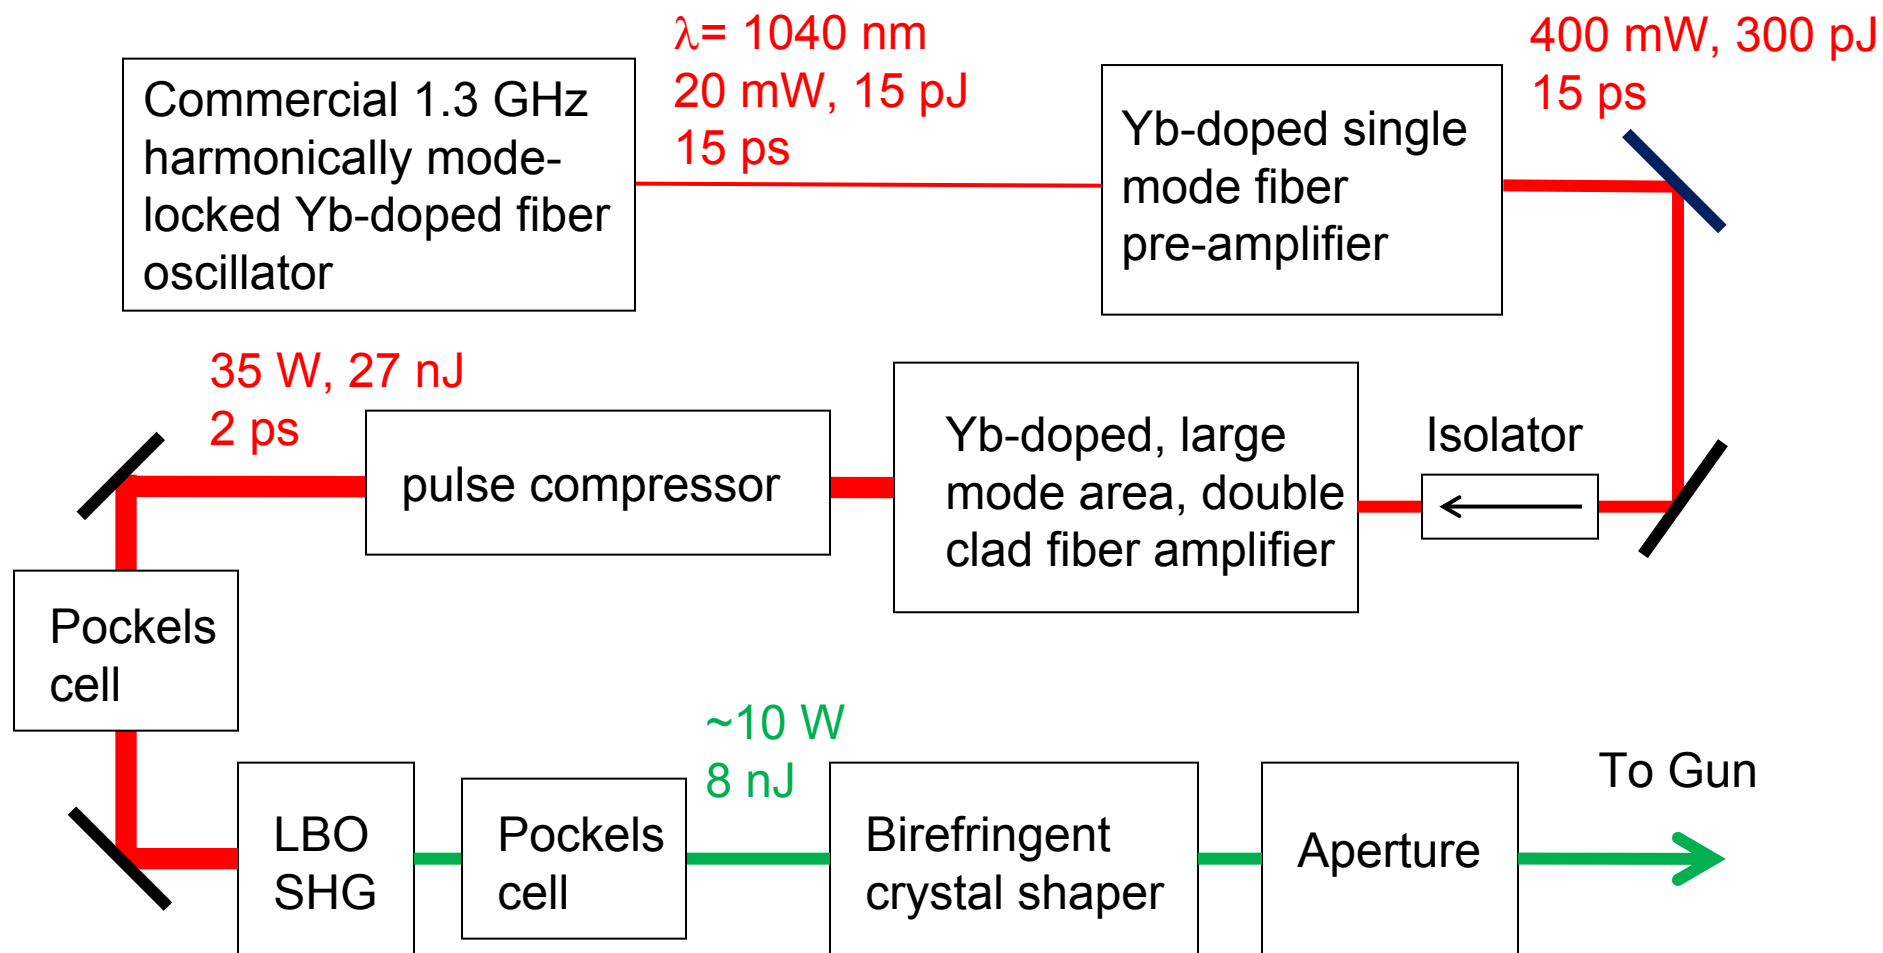 Commercial 1.3 GHz
harmonically mode-
locked Yb-doped fiber
oscillator
λ= 1040 nm
20 mW, 15 pJ
15 ps
Yb-doped single
mode fiber
pre-amplifier
400 mW, 300 pJ
15 ps
35 W, 27 nJ
2 ps
pulse compressor
Yb-doped, large
mode area, double
clad fiber amplifier
Isolator
Pockels
cell
LBO
SHG
Pockels
cell
~10 W
8 nJ
Birefringent
crystal shaper
Aperture
To Gun